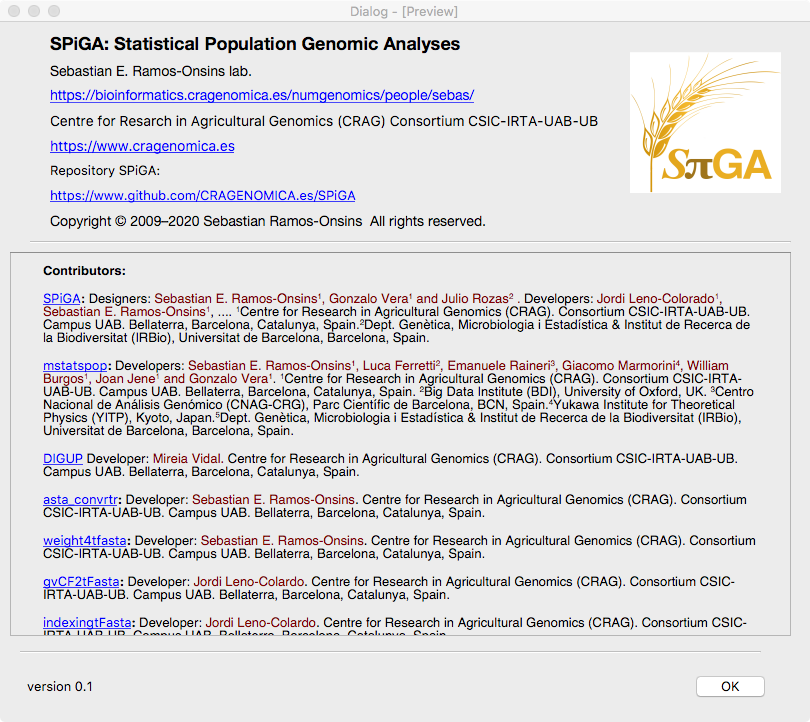 Dialog - [Preview]
SPiGA: Statistical Population Genomic Analyses
Sebastian E. Ramos-Onsins lab.
https://bioinformatics.cragenomica.es/numgenomics/people/sebas/
Centre for Resarch in Agricultural Genomics (CRAG) Consortium CSIC-IRTA-UAB-UB
https://www.cragenomica.es
Repository SPiGA:
https://www.github.com/CRAGENOMICA.es/SPiGA
Copyright © 2009–2020 Sebastian Ramos-Onsins  All rights reserved.
SπGA
Contributors:
SPiGA: Designers: Sebastian E. Ramos-Onsins¹, Gonzalo Vera¹ and Julio Rozas² . Developers: Jordi Leno-Colorado¹,
Sebastian E. Ramos-Onsins¹, .... ¹Centre for Research in Agricultural Genomics (CRAG). Consortium CSIC-IRTA-UAB-UB.
Campus UAB. Bellaterra, Barcelona, Catalunya, Spain.²Dept. Genètica, Microbiologia i Estadística & Institut de Recerca de
la Biodiversitat (IRBio), Universitat de Barcelona, Barcelona, Spain.
mstatspop: Developers: Sebastian E. Ramos-Onsins¹, Luca Ferretti², Emanuele Raineri³, Giacomo Marmorini⁴, William
Burgos¹, Joan Jene¹ and Gonzalo Vera¹. ¹Centre for Research in Agricultural Genomics (CRAG). Consortium CSIC-IRTA-
UAB-UB. Campus UAB. Bellaterra, Barcelona, Catalunya, Spain. ²Big Data Institute (BDI), University of Oxford, UK. ³Centro
Nacional de Análisis Genómico (CNAG-CRG), Parc Científic de Barcelona, BCN, Spain.⁴Yukawa Institute for Theoretical
Physics (YITP), Kyoto, Japan.⁵Dept. Genètica, Microbiologia i Estadística & Institut de Recerca de la Biodiversitat (IRBio),
Universitat de Barcelona, Barcelona, Spain.
DIGUP Developer: Mireia Vidal. Centre for Research in Agricultural Genomics (CRAG). Consortium CSIC-IRTA-UAB-UB.
Campus UAB. Bellaterra, Barcelona, Catalunya, Spain.
asta_convrtr: Developer: Sebastian E. Ramos-Onsins. Centre for Research in Agricultural Genomics (CRAG). Consortium
CSIC-IRTA-UAB-UB. Campus UAB. Bellaterra, Barcelona, Catalunya, Spain.
weight4tfasta: Developer: Sebastian E. Ramos-Onsins. Centre for Research in Agricultural Genomics (CRAG). Consortium
CSIC-IRTA-UAB-UB. Campus UAB. Bellaterra, Barcelona, Catalunya, Spain.
gvCF2tFasta: Developer: Jordi Leno-Colardo. Centre for Research in Agricultural Genomics (CRAG). Consortium CSIC-
IRTA-UAB-UB. Campus UAB. Bellaterra, Barcelona, Catalunya, Spain.
indexingtFasta: Developer: Jordi Leno-Colardo. Centre for Research in Agricultural Genomics (CRAG). Consortium CSIC-
IRTA-UAB-UB. Campus UAB. Bellaterra, Barcelona, Catalunya, Spain.
version 0.1
OK